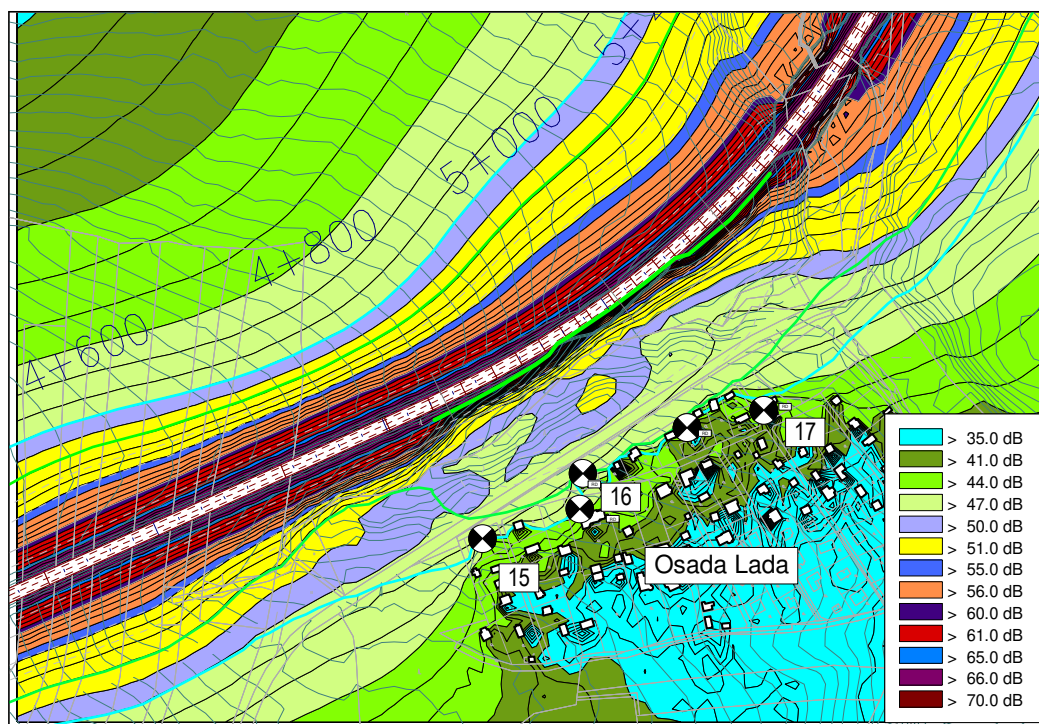 5+000
4+800
4+600
17
16
15
Osada Lada
> 35.0 dB
> 41.0 dB
> 44.0 dB
> 47.0 dB
> 50.0 dB
> 51.0 dB
> 55.0 dB
> 56.0 dB
> 60.0 dB
> 61.0 dB
> 65.0 dB
> 66.0 dB
> 70.0 dB